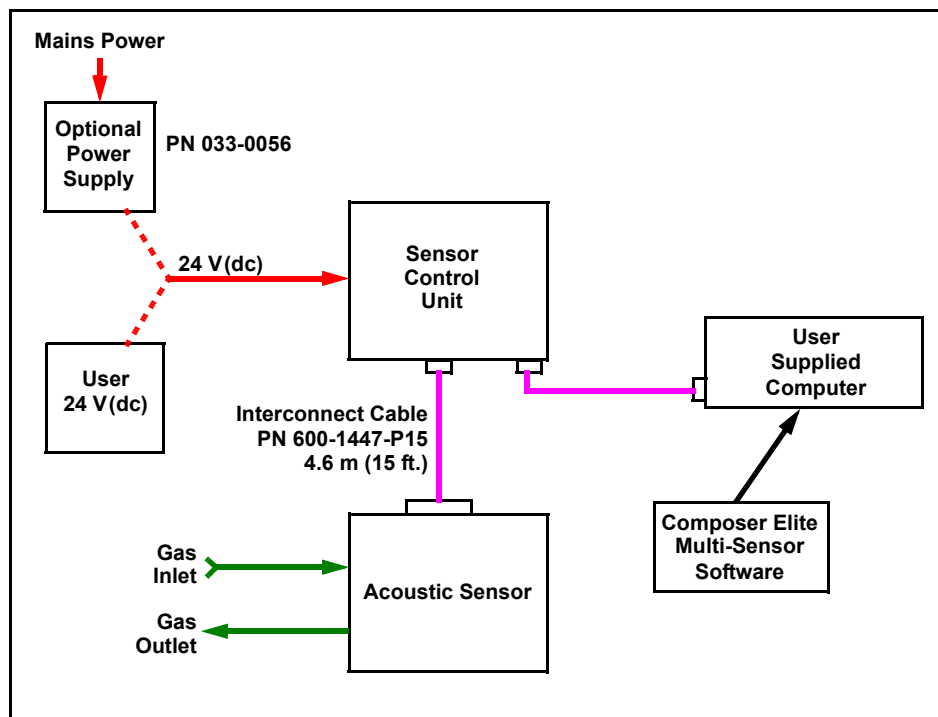 Mains Power
Optional
Power
Supply
PN 033-0056
24 V(dc)
User
24 V(dc)
Sensor
Control
Unit
User
Supplied
Computer
Interconnect Cable
PN 600-1447-P15
4.6 m (15 ft.)
Composer Elite
Multi-Sensor
Software
Gas
Inlet
Acoustic Sensor
Gas
Outlet